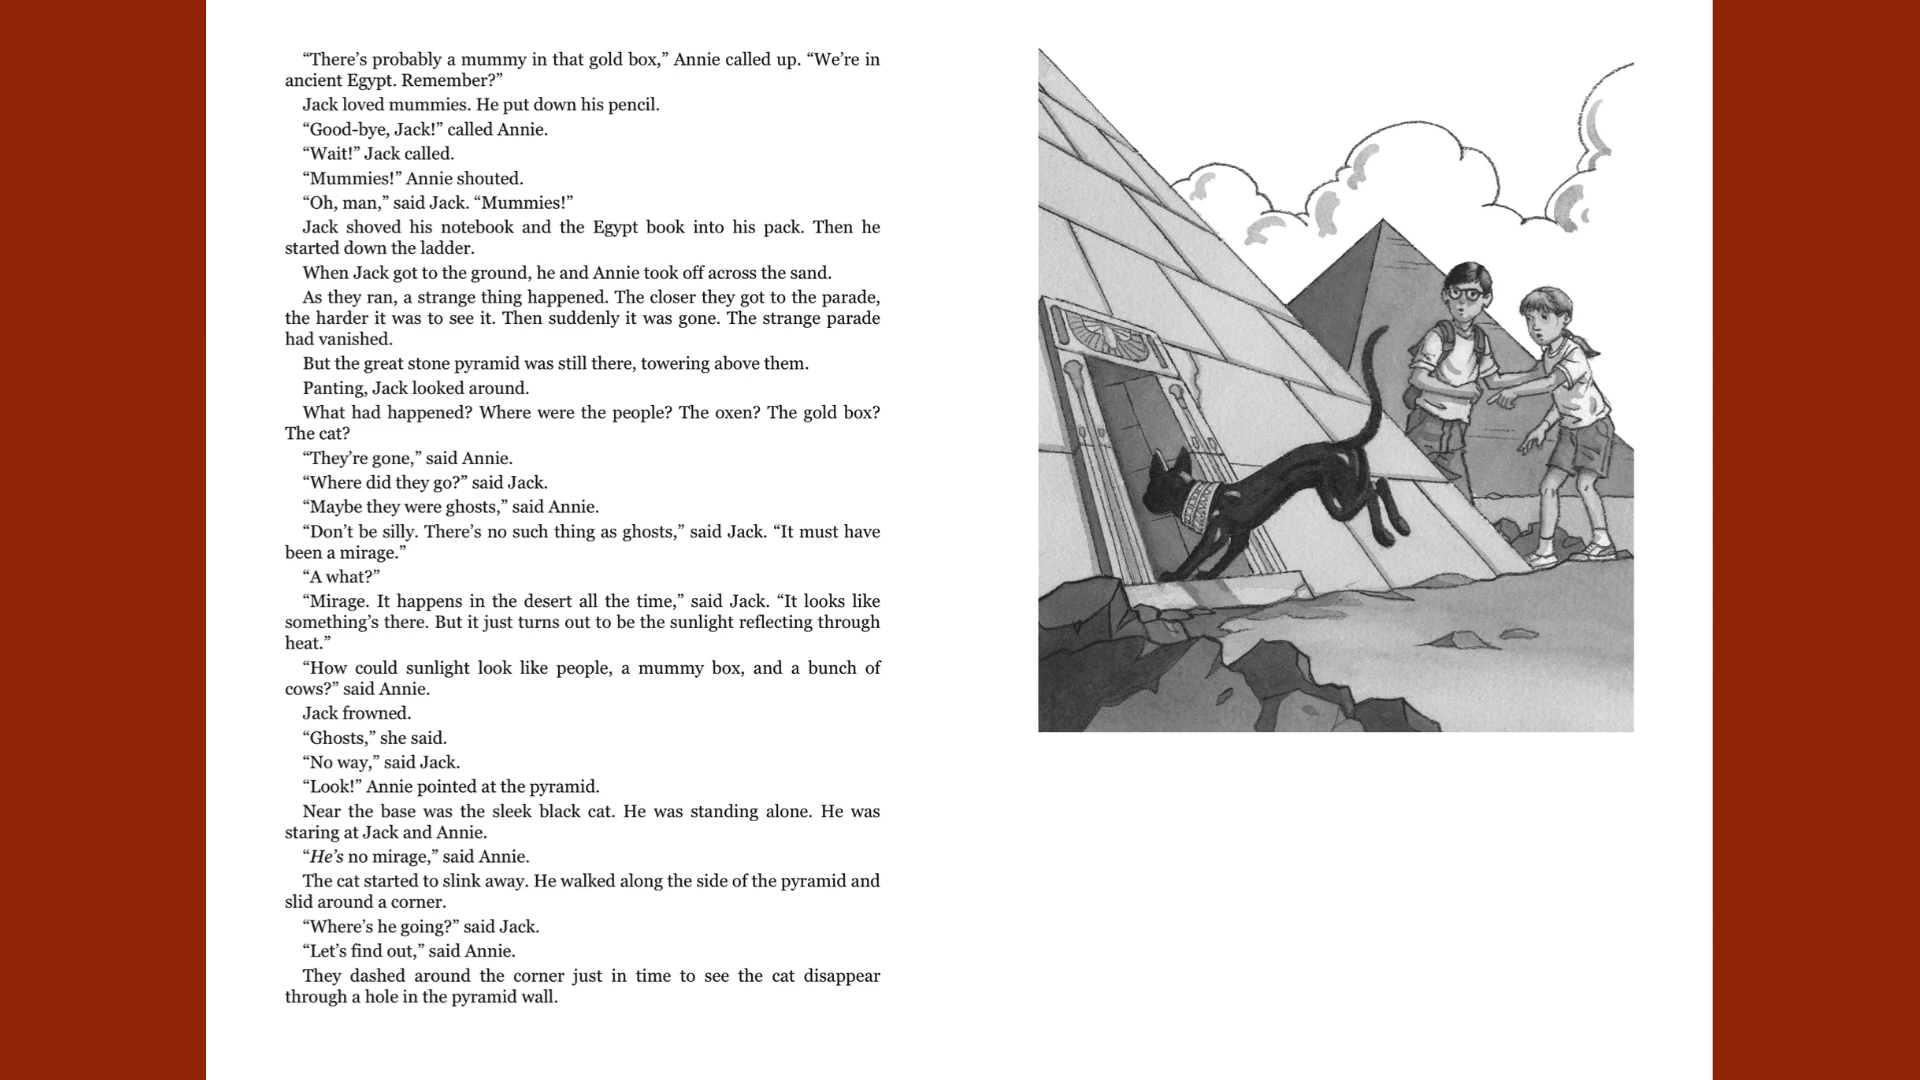 “There’s probably a mummy in that gold box,” Annie called up. “We’re in
ancient Egypt. Remember?”
Jack loved mummies. He put down his pencil.
“Good-bye, Jack!” called Annie.
“Wait!” Jack called.
“Mummies!” Annie shouted.
“Oh, man,” said Jack. “Mummies!”
Jack shoved his notebook and the Egypt book into his pack. Then he
started down the ladder.
When Jack got to the ground, he and Annie took off across the sand.
As they ran, a strange thing happened. The closer they got to the parade,
the harder it was to see it. Then suddenly it was gone. The strange parade
had vanished.
But the great stone pyramid was still there, towering above them.
Panting, Jack looked around.
What had happened? Where were the people? The oxen? The gold box?
The cat?
“They’re gone,” said Annie.
“Where did they go?” said Jack.
“Maybe they were ghosts,” said Annie.
“Don’t be silly. There’s no such thing as ghosts,” said Jack. “It must have
been a mirage.”
“A what?”
“Mirage. It happens in the desert all the time,” said Jack. “It looks like
something’s there. But it just turns out to be the sunlight reflecting through
heat.”
“How could sunlight look like people, a mummy box, and a bunch of
cows?” said Annie.
Jack frowned.
“Ghosts,” she said.
“No way,” said Jack.
“Look!” Annie pointed at the pyramid.
Near the base was the sleek black cat. He was standing alone. He was
staring at Jack and Annie.
“He’s no mirage,” said Annie.
The cat started to slink away. He walked along the side of the pyramid and
slid around a corner.
“Where’s he going?” said Jack.
“Let’s find out,” said Annie.
They dashed around the corner just in time to see the cat disappear
through a hole in the pyramid wall.